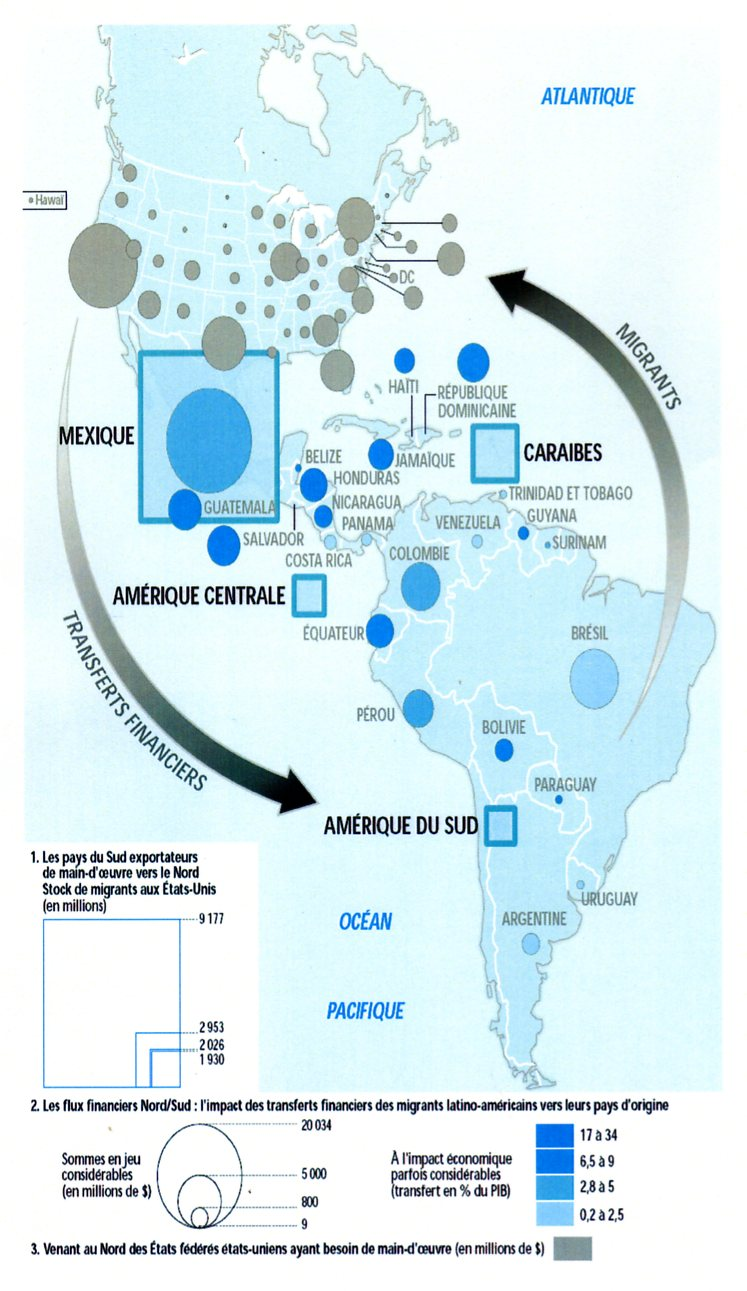 ATLANTIQUE
Hawaï
DC
MIGRANTS
HAÏTI
RÉPUBLIQUE
DOMINICAINE
MEXIQUE
CARAIBES
BELIZE
JAMAÏQUE
HONDURAS
GUATEMALA
NICARAGUA
TRINIDAD ET TOBAGO
PANAMA
VENEZUELA
GUYANA
SALVADOR
SURINAM
COSTA RICA
COLOMBIE
AMÉRIQUE CENTRALE
ÉQUATEUR
BRÉSIL
TRANSFERTS FINANCIERS
PÉROU
BOLIVIE
PARAGUAY
AMÉRIQUE DU SUD
URUGUAY
ARGENTINE
OCÉAN
PACIFIQUE
1. Les pays du Sud exportateurs
de main-d'œuvre vers le Nord
Stock de migrants aux États-Unis
(en millions)
9 177
2 953
2 026
1 930
2. Les flux financiers Nord/Sud : l'impact des transferts financiers des migrants latino-américains vers leurs pays d'origine
Sommes en jeu
considérables
(en millions de $)
20 034
5 000
800
9
À l'impact économique
parfois considérables
(transfert en % du PIB)
17 à 34
6,5 à 9
2,8 à 5
0,2 à 2,5
3. Venant au Nord des États fédérés états-uniens ayant besoin de main-d'œuvre (en millions de $)